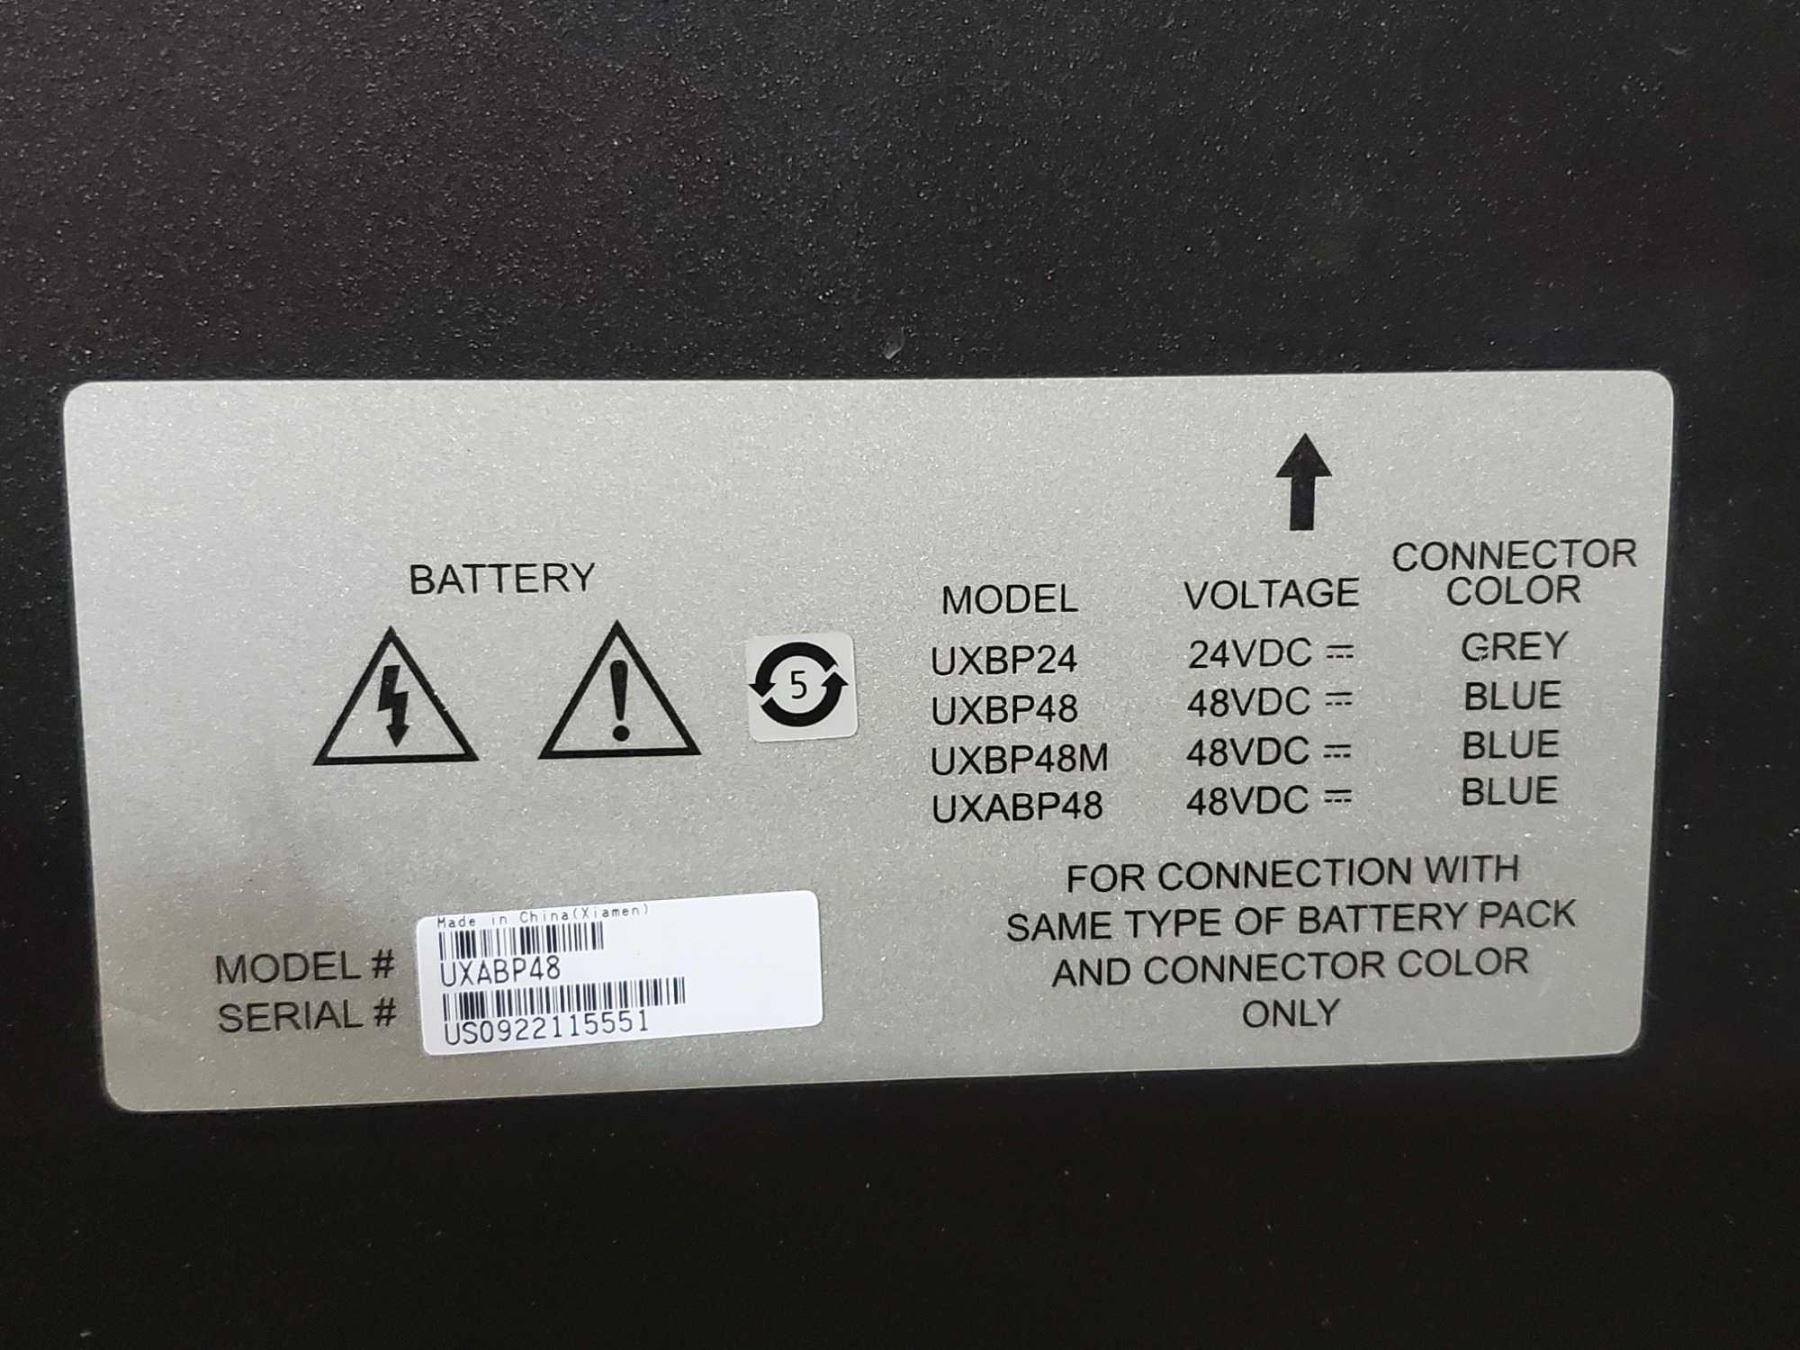 BATTERY
5
MODEL VOLTAGE CONNECTOR COLOR
UXBP24 24VDC GREY
UXBP48 48VDC BLUE
UXBP48M 48VDC BLUE
UXABP48 48VDC BLUE
FOR CONNECTION WITH
SAME TYPE OF BATTERY PACK
AND CONNECTOR COLOR
ONLY
Made in China(Xiamen)
MODEL # UXABP48
SERIAL # US0922115551